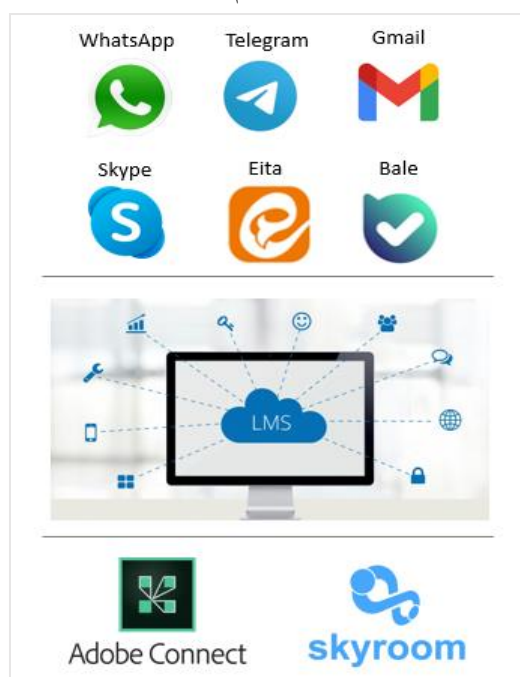 WhatsApp Telegram Gmail
S
Skype Eita Bale
LMS
Adobe Connect
skyroom